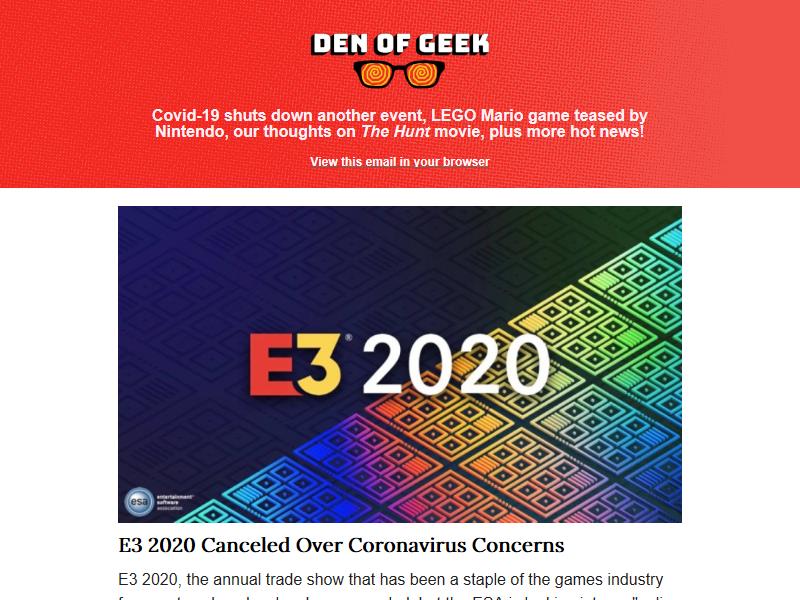 DEN OF GEEK
Covid-19 shuts down another event, LEGO Mario game teased by
Nintendo, our thoughts on The Hunt movie, plus more hot news!
View this email in your browser
E3® 2020
esa entertainment®
software
association
E3 2020 Canceled Over Coronavirus Concerns
E3 2020, the annual trade show that has been a staple of the games industry